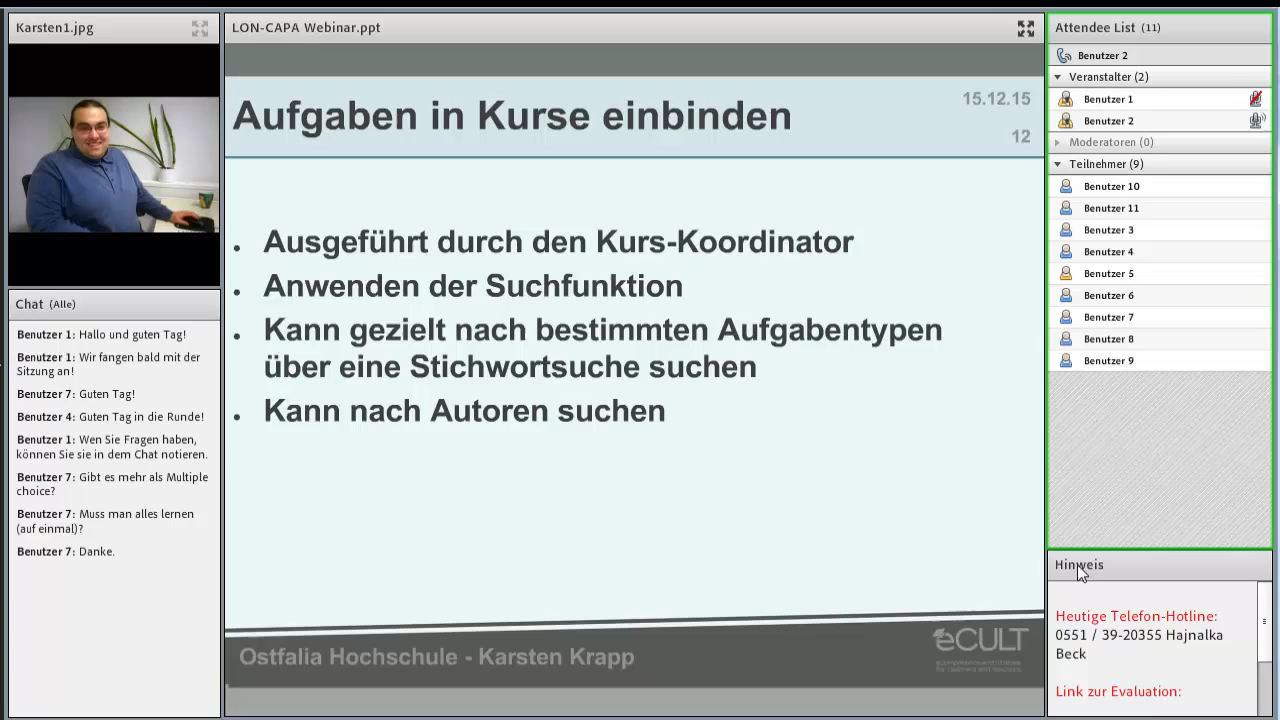 Karsten1.jpg
Chat (Alle)
Benutzer 1: Hallo und guten Tag!
Benutzer 1: Wir fangen bald mit der
Sitzung an!
Benutzer 7: Guten Tag!
Benutzer 4: Guten Tag in die Runde!
Benutzer 1: Wen Sie Fragen haben,
können Sie sie in dem Chat notieren.
Benutzer 7: Gibt es mehr als Multiple
choice?
Benutzer 7: Muss man alles lernen
(auf einmal)?
Benutzer 7: Danke.
LON-CAPA Webinar.ppt
Aufgaben in Kurse einbinden
15.12.15
12
• Ausgeführt durch den Kurs-Koordinator
• Anwenden der Suchfunktion
• Kann gezielt nach bestimmten Aufgabentypen
über eine Stichwortsuche suchen
• Kann nach Autoren suchen
Ostfalia Hochschule - Karsten Krapp
eCULT
Attendee List (11)
Benutzer 2
Veranstalter (2)
Benutzer 1
Benutzer 2
Moderatoren (0)
Teilnehmer (9)
Benutzer 10
Benutzer 11
Benutzer 3
Benutzer 4
Benutzer 5
Benutzer 6
Benutzer 7
Benutzer 8
Benutzer 9
Hinweis
Heutige Telefon-Hotline:
0551 / 39-20355 Hajnalka
Beck
Link zur Evaluation: